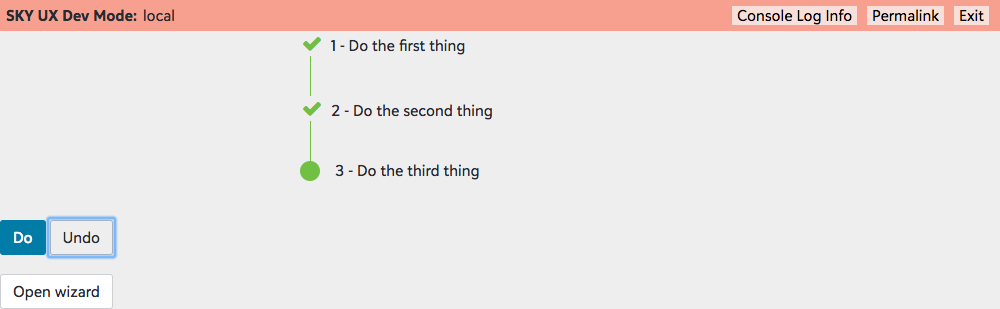 SKY UX Dev Mode: local Console Log Info Permalink Exit
1 - Do the first thing
2 - Do the second thing
3 - Do the third thing
Do Undo
Open wizard